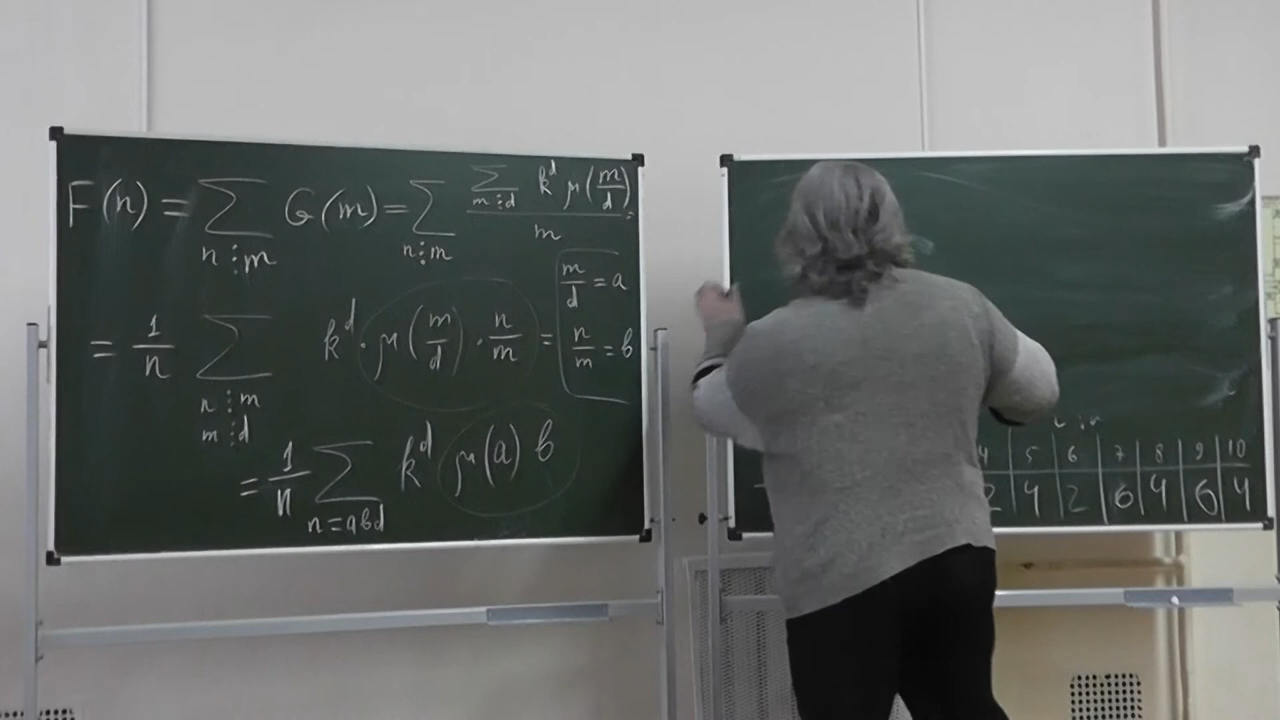 F(n) = ∑ G(m) = ∑ ∑ k^d μ(m/d) / m =
n⋮m n⋮m m⋮d
m/d = a
= 1/n ∑ k^d · μ(m/d) · n/m =
n/m = b
n⋮m
m⋮d
= 1/n ∑ k^d μ(a) b
n=abd
4 5 6 7 8 9 10
2 4 2 6 4 6 4